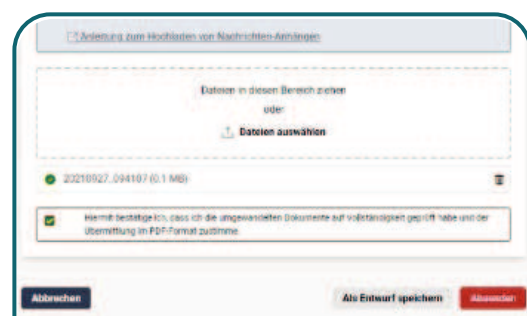 Anleitung zum Hochladen von Nachrichten-Anhängen
Dateien in diesen Bereich ziehen
oder
Dateien auswählen
20210927_094107 (0.1 MB)
Hiermit bestätige ich, dass ich die umgewandelten Dokumente auf Vollständigkeit geprüft habe und der
Übermittlung im PDF-Format zustimme.
Abbrechen
Als Entwurf speichern
Absenden